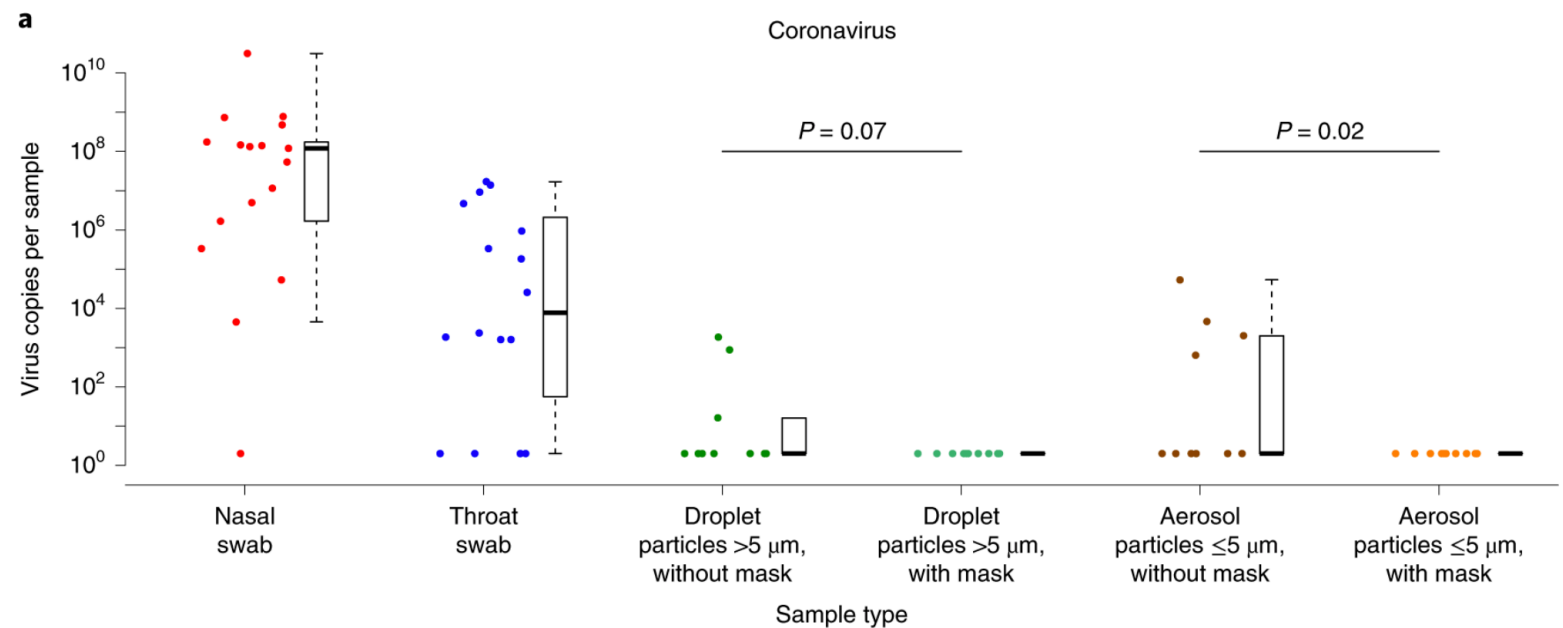 a
Coronavirus
Virus copies per sample
10^10
10^8
10^6
10^4
10^2
10^0
P = 0.07
P = 0.02
Nasal
swab
Throat
swab
Droplet
particles >5 µm,
without mask
Droplet
particles >5 µm,
with mask
Aerosol
particles ≤5 µm,
without mask
Aerosol
particles ≤5 µm,
with mask
Sample type